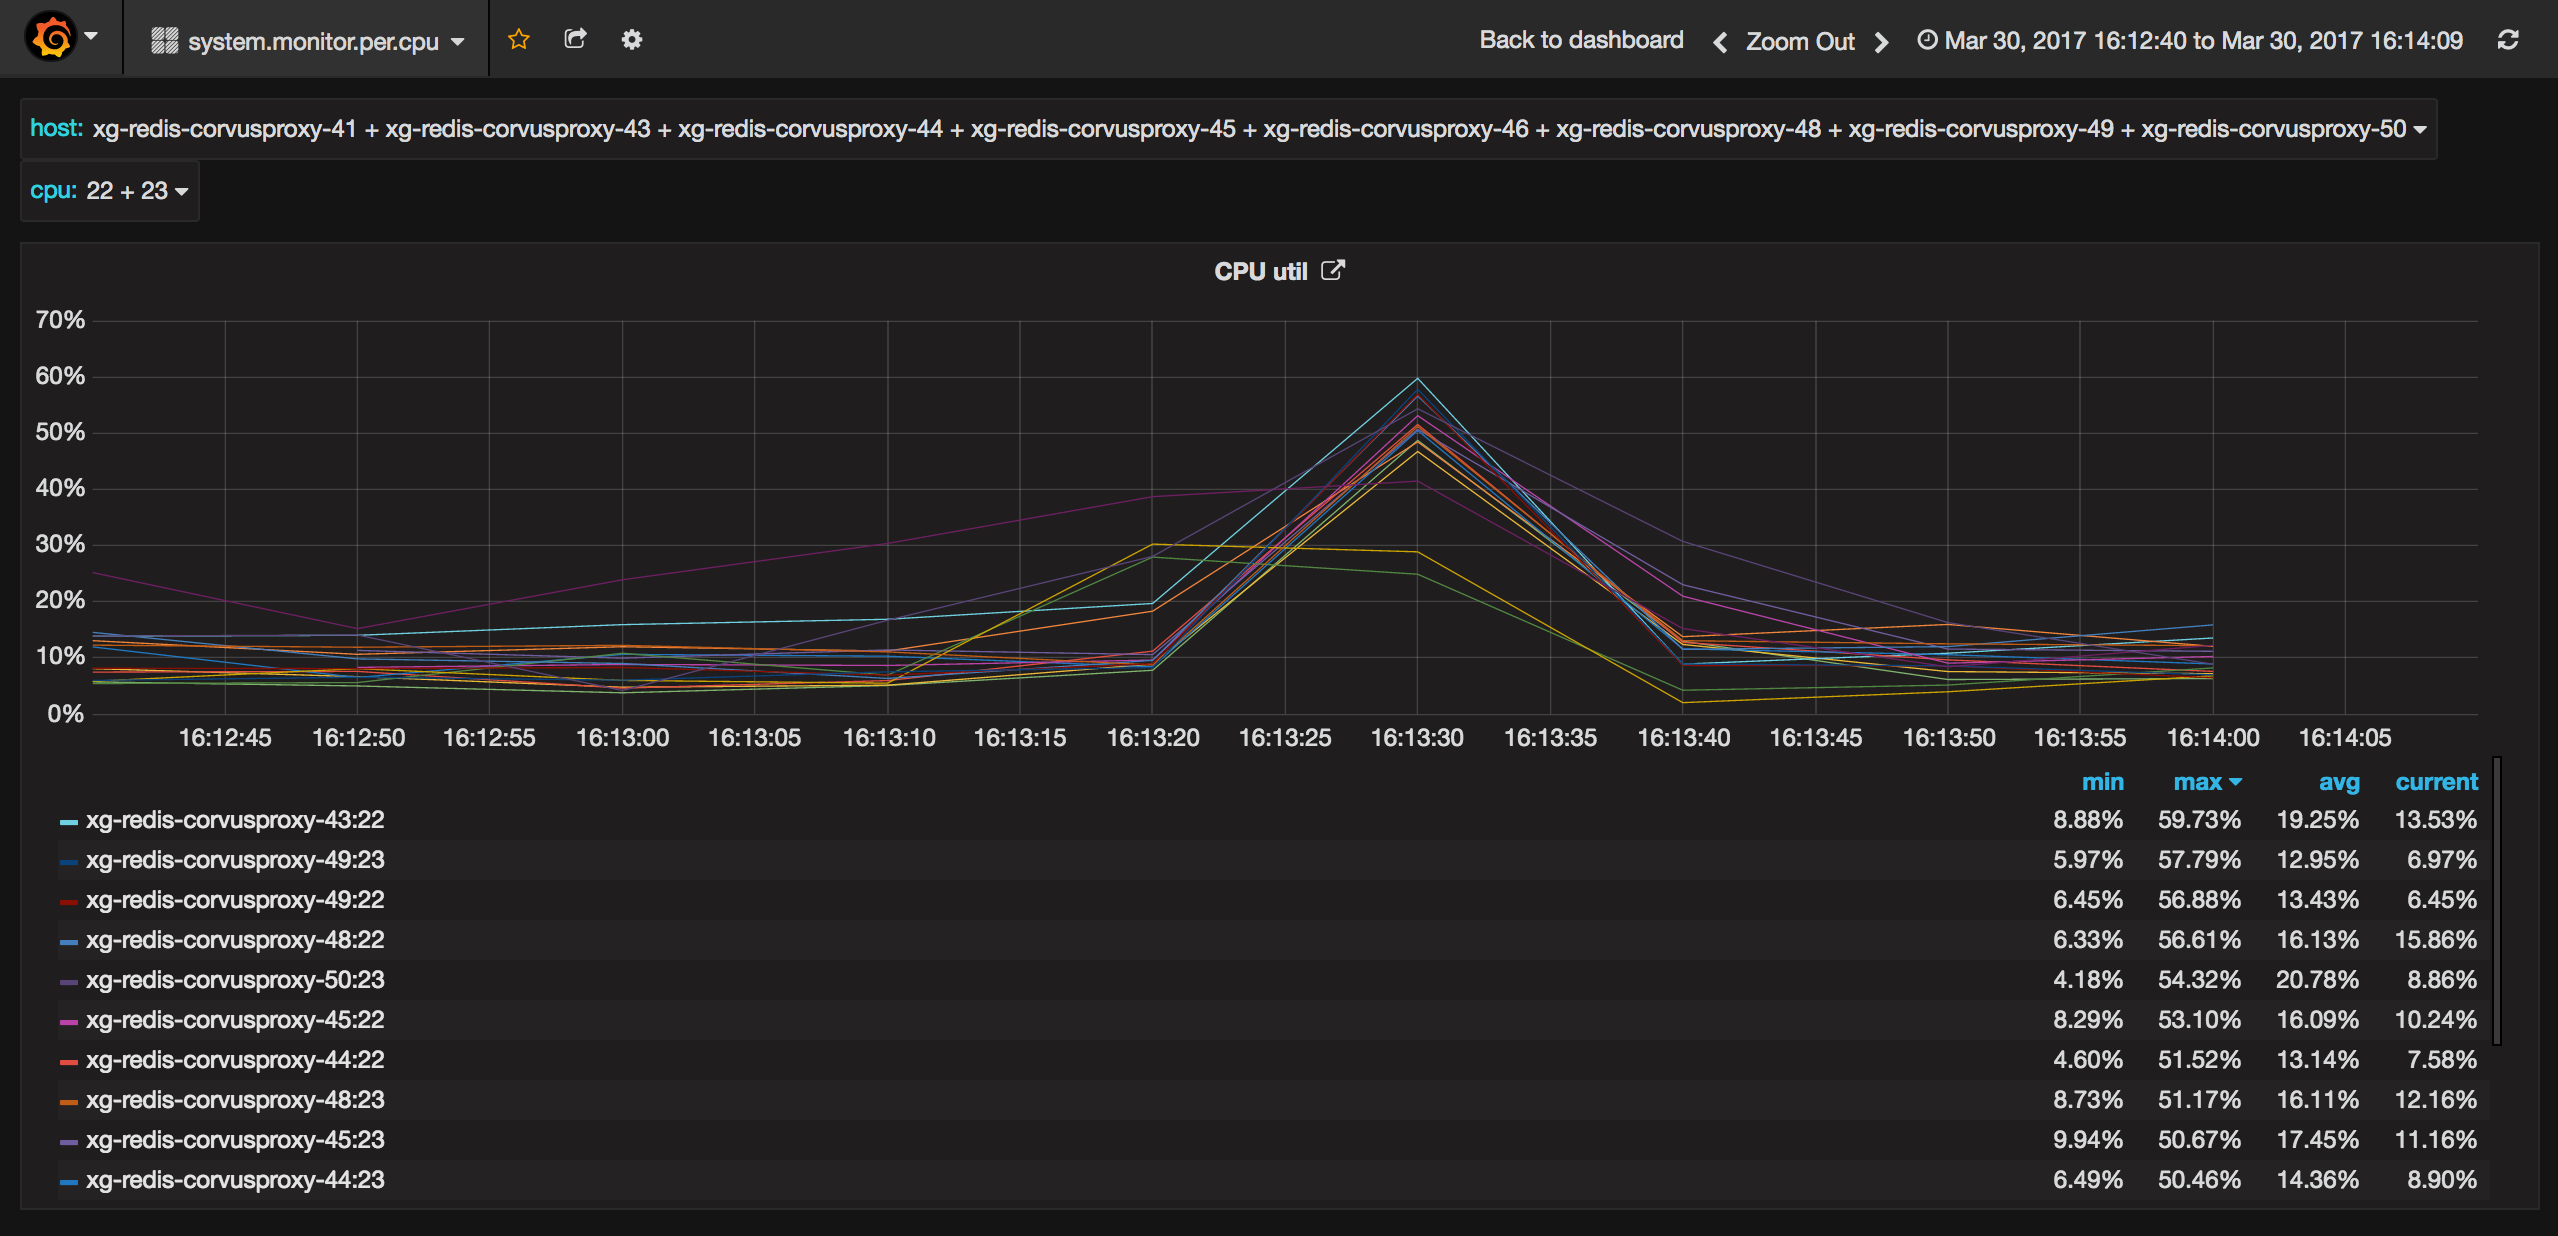 system.monitor.per.cpu Back to dashboard Zoom Out Mar 30, 2017 16:12:40 to Mar 30, 2017 16:14:09
host: xg-redis-corvusproxy-41 + xg-redis-corvusproxy-43 + xg-redis-corvusproxy-44 + xg-redis-corvusproxy-45 + xg-redis-corvusproxy-46 + xg-redis-corvusproxy-48 + xg-redis-corvusproxy-49 + xg-redis-corvusproxy-50
cpu: 22 + 23
CPU util
70%
60%
50%
40%
30%
20%
10%
0%
16:12:45 16:12:50 16:12:55 16:13:00 16:13:05 16:13:10 16:13:15 16:13:20 16:13:25 16:13:30 16:13:35 16:13:40 16:13:45 16:13:50 16:13:55 16:14:00 16:14:05
min max avg current
xg-redis-corvusproxy-43:22 8.88% 59.73% 19.25% 13.53%
xg-redis-corvusproxy-49:23 5.97% 57.79% 12.95% 6.97%
xg-redis-corvusproxy-49:22 6.45% 56.88% 13.43% 6.45%
xg-redis-corvusproxy-48:22 6.33% 56.61% 16.13% 15.86%
xg-redis-corvusproxy-50:23 4.18% 54.32% 20.78% 8.86%
xg-redis-corvusproxy-45:22 8.29% 53.10% 16.09% 10.24%
xg-redis-corvusproxy-44:22 4.60% 51.52% 13.14% 7.58%
xg-redis-corvusproxy-48:23 8.73% 51.17% 16.11% 12.16%
xg-redis-corvusproxy-45:23 9.94% 50.67% 17.45% 11.16%
xg-redis-corvusproxy-44:23 6.49% 50.46% 14.36% 8.90%